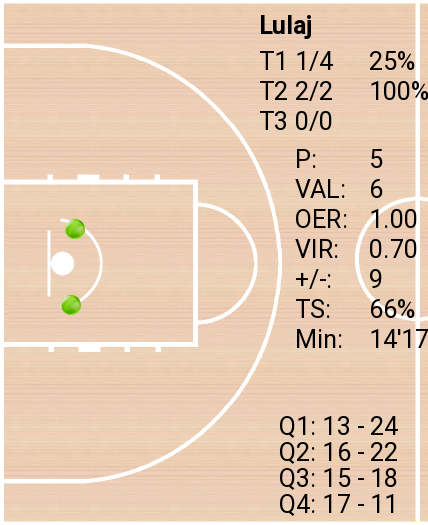 Lulaj
T1 1/4 25%
T2 2/2 100%
T3 0/0
P: 5
VAL: 6
OER: 1.00
VIR: 0.70
+/-: 9
TS: 66%
Min: 14'17
Q1: 13 - 24
Q2: 16 - 22
Q3: 15 - 18
Q4: 17 - 11